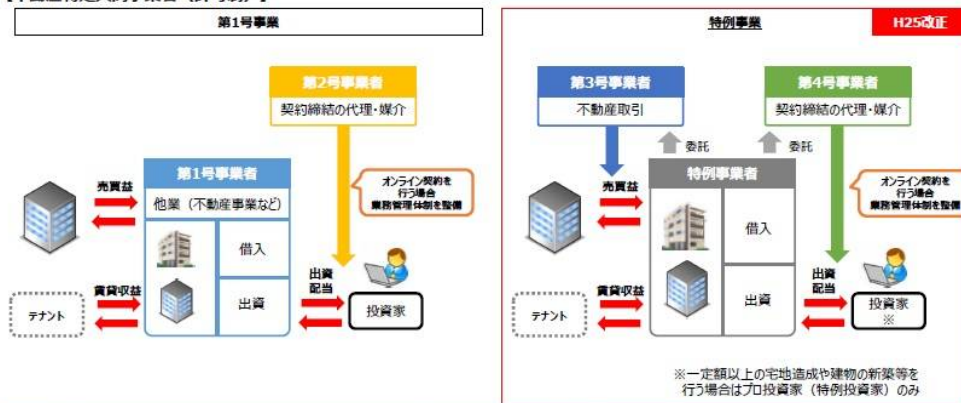 第1号事業
第2号事業者
契約締結の代理・媒介
第1号事業者
他業(不動産事業など)
売買益
オンライン契約を
行う場合
業務管理体制を整備
借入
出資
賃貸収益
テナント
出資
配当
投資家
特例事業
H25改正
第3号事業者
不動産取引
第4号事業者
契約締結の代理・媒介
委託
委託
特例事業者
売買益
オンライン契約を
行う場合
業務管理体制を整備
借入
出資
賃貸収益
テナント
出資
配当
投資家
※
※一定額以上の宅地造成や建物の新築等を
行う場合はプロ投資家(特例投資家)のみ